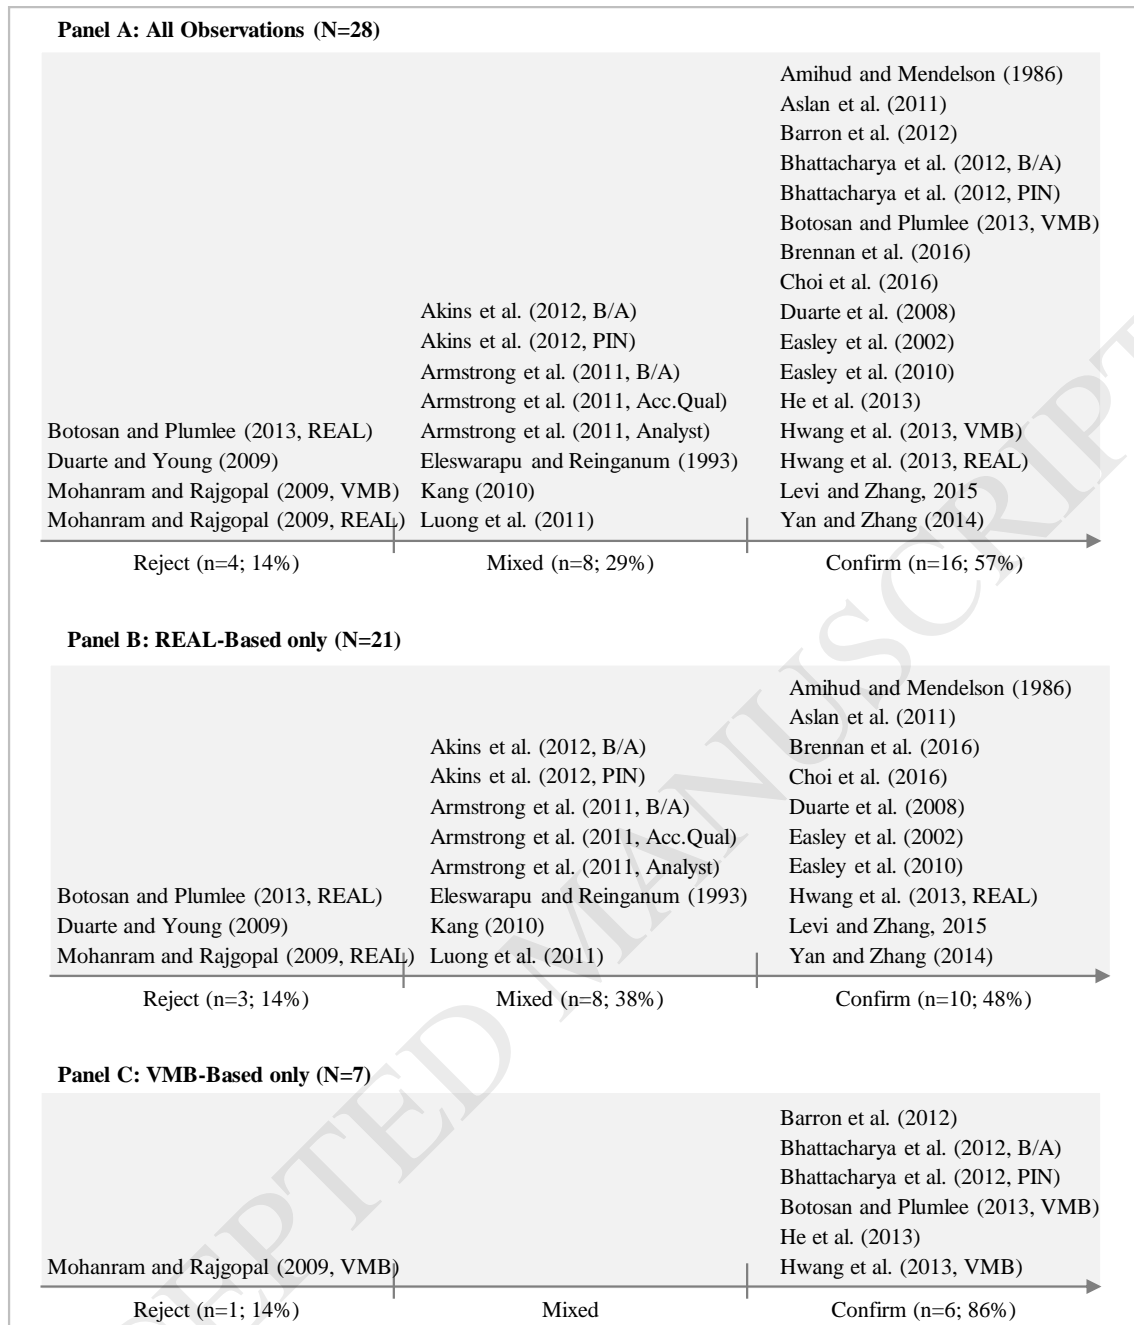 Panel A: All Observations (N=28)
Amihud and Mendelson (1986)
Aslan et al. (2011)
Barron et al. (2012)
Bhattacharya et al. (2012, B/A)
Bhattacharya et al. (2012, PIN)
Botosan and Plumlee (2013, VMB)
Brennan et al. (2016)
Choi et al. (2016)
Akins et al. (2012, B/A) Duarte et al. (2008)
Akins et al. (2012, PIN) Easley et al. (2002)
Armstrong et al. (2011, B/A) Easley et al. (2010)
Armstrong et al. (2011, Acc.Qual) He et al. (2013)
Botosan and Plumlee (2013, REAL) Armstrong et al. (2011, Analyst) Hwang et al. (2013, VMB)
Duarte and Young (2009) Eleswarapu and Reinganum (1993) Hwang et al. (2013, REAL)
Mohanram and Rajgopal (2009, VMB) Kang (2010) Levi and Zhang, 2015
Mohanram and Rajgopal (2009, REAL) Luong et al. (2011) Yan and Zhang (2014)
Reject (n=4; 14%) Mixed (n=8; 29%) Confirm (n=16; 57%)
Panel B: REAL-Based only (N=21)
Amihud and Mendelson (1986)
Aslan et al. (2011)
Akins et al. (2012, B/A) Brennan et al. (2016)
Akins et al. (2012, PIN) Choi et al. (2016)
Armstrong et al. (2011, B/A) Duarte et al. (2008)
Armstrong et al. (2011, Acc.Qual) Easley et al. (2002)
Armstrong et al. (2011, Analyst) Easley et al. (2010)
Botosan and Plumlee (2013, REAL) Eleswarapu and Reinganum (1993) Hwang et al. (2013, REAL)
Duarte and Young (2009) Kang (2010) Levi and Zhang, 2015
Mohanram and Rajgopal (2009, REAL) Luong et al. (2011) Yan and Zhang (2014)
Reject (n=3; 14%) Mixed (n=8; 38%) Confirm (n=10; 48%)
Panel C: VMB-Based only (N=7)
Barron et al. (2012)
Bhattacharya et al. (2012, B/A)
Bhattacharya et al. (2012, PIN)
Botosan and Plumlee (2013, VMB)
He et al. (2013)
Mohanram and Rajgopal (2009, VMB) Hwang et al. (2013, VMB)
Reject (n=1; 14%) Mixed Confirm (n=6; 86%)
EPTED MANUSCRIPT